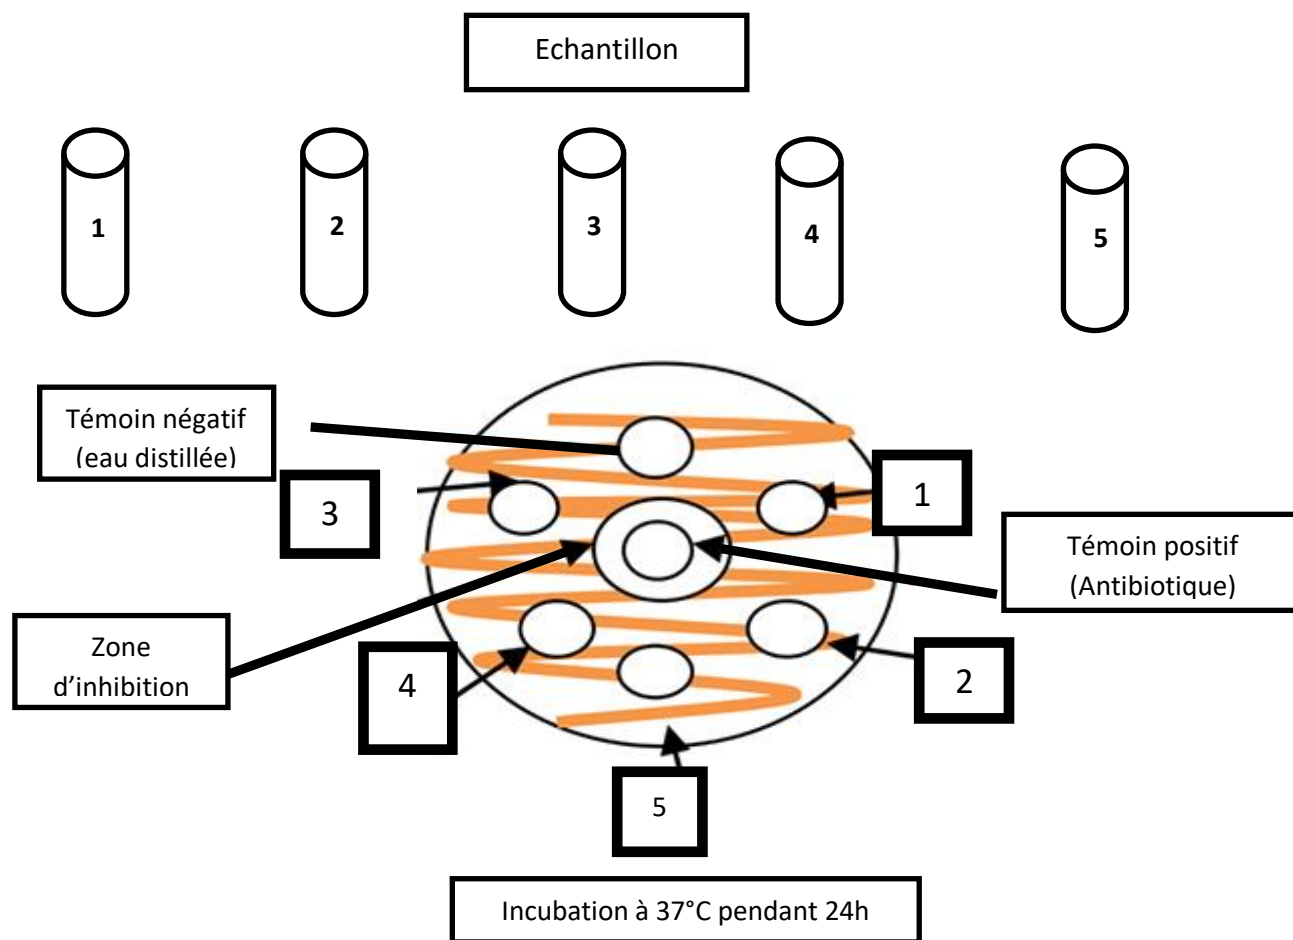 Echantillon
1
2
3
4
5
Témoin négatif
(eau distillée)
3
1
Témoin positif
(Antibiotique)
Zone
d’inhibition
4
2
5
Incubation à 37°C pendant 24h